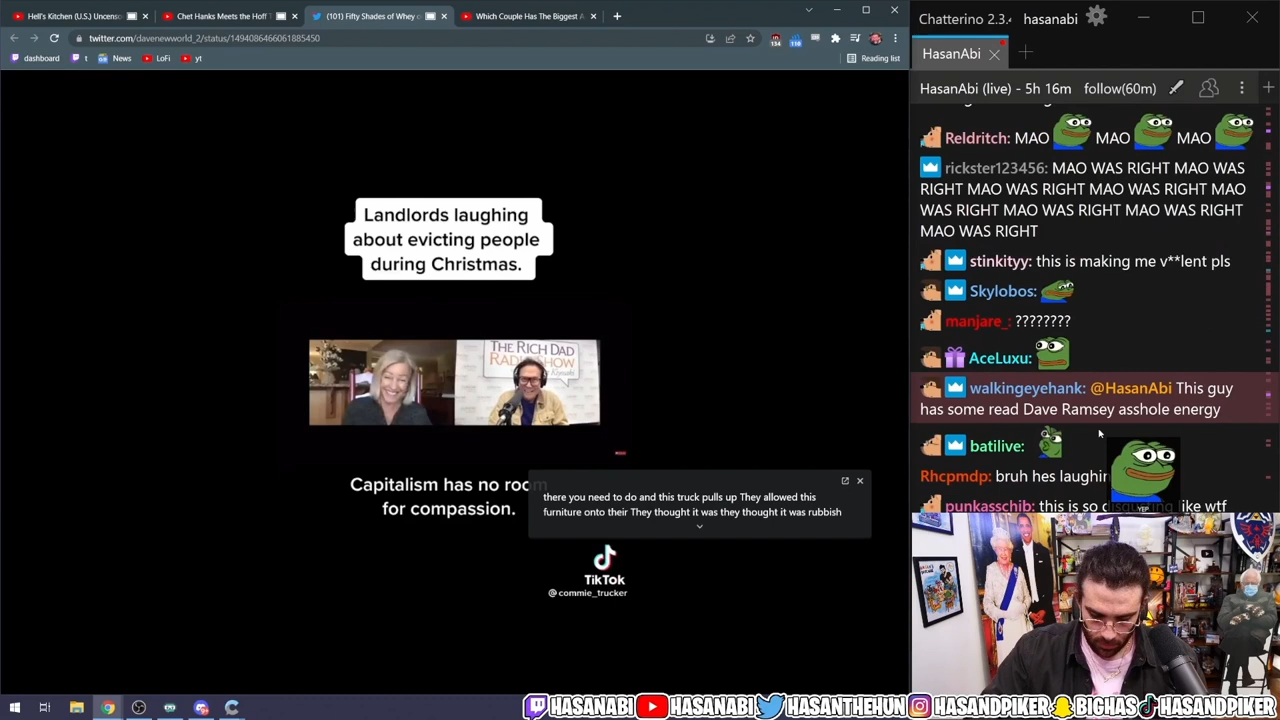 Hell's Kitchen (U.S.) Uncens
Chet Hanks Meets the Hoff
(101) Fifty Shades of Whey
Which Couple Has The Biggest A
twitter.com/davenewworld_2/status/1494086466061885450
134
116
dashboard
t
News
LoFi
yt
Reading list
Landlords laughing
about evicting people
during Christmas.
THE RICH DAD
RADIO SHOW
Capitalism has no room
for compassion.
there you need to do and this truck pulls up They allowed this
furniture onto their They thought it was they thought it was rubbish
TikTok
@commie_trucker
Chatterino 2.3.
hasanabi
HasanAbi
HasanAbi (live) - 5h 16m
follow(60m)
Reldritch: MAO MAO MAO
rickster123456: MAO WAS RIGHT MAO WAS
RIGHT MAO WAS RIGHT MAO WAS RIGHT MAO
WAS RIGHT MAO WAS RIGHT MAO WAS RIGHT
MAO WAS RIGHT
stinkityy: this is making me v**lent pls
Skylobos:
manjare_: ????????
AceLuxu:
walkingeyehank: @HasanAbi This guy
has some read Dave Ramsey asshole energy
batilive:
Rhcpmdp: bruh hes laughin
punkasschib: this is so like wtf
YEP
HASANABI
HASANABI
HASANTHEHUN
HASANDPIKER
BIGHAS
HASANDPIKER